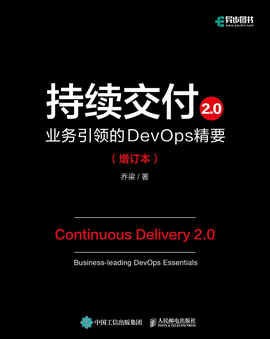 异步图书
www.epubit.com
持续交付 2.0
业务引领的DevOps精要
（增订本）
乔梁 / 著
Continuous Delivery 2.0
Business-leading DevOps Essentials
中国工信出版集团
人民邮电出版社
POSTS & TELECOM PRESS